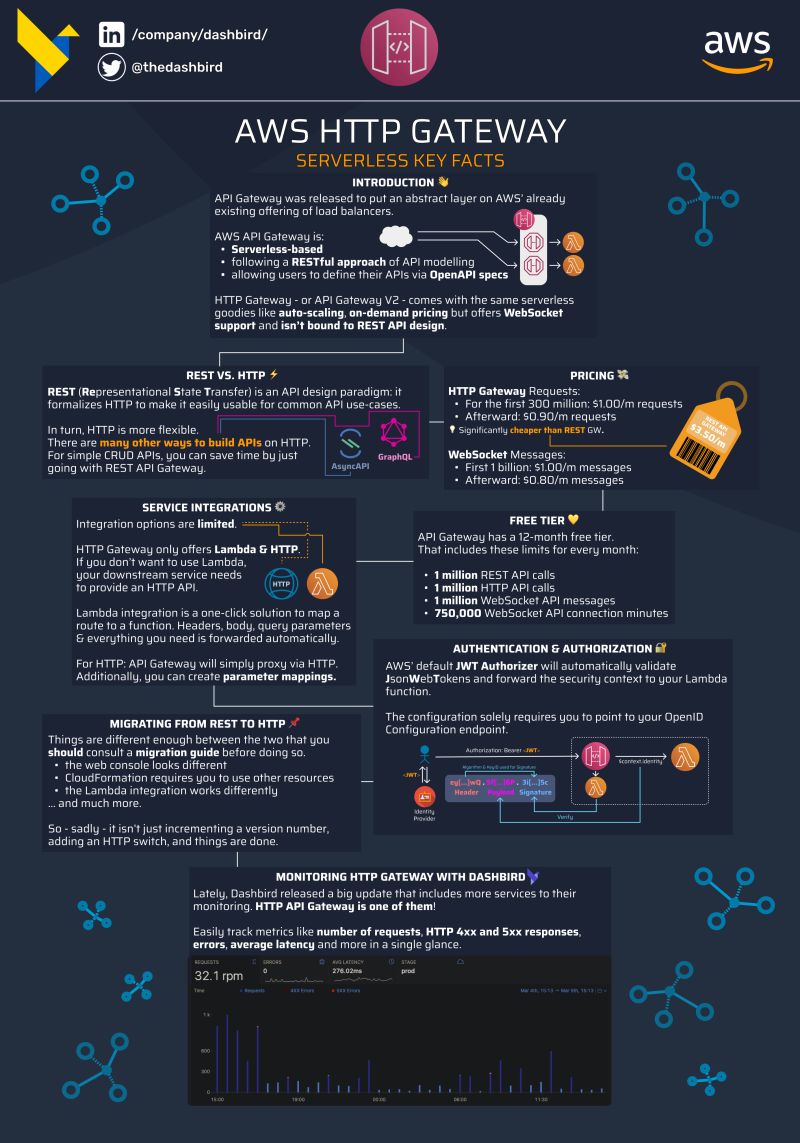 /company/dashbird/
@thedashbird
aws
AWS HTTP GATEWAY
SERVERLESS KEY FACTS
INTRODUCTION 👋
API Gateway was released to put an abstract layer on AWS' already
existing offering of load balancers.
AWS API Gateway is:
• Serverless-based
• following a RESTful approach of API modelling
• allowing users to define their APIs via OpenAPI specs
HTTP Gateway - or API Gateway V2 - comes with the same serverless
goodies like auto-scaling, on-demand pricing but offers WebSocket
support and isn't bound to REST API design.
REST VS. HTTP ⚡
REST (Representational State Transfer) is an API design paradigm: it
formalizes HTTP to make it easily usable for common API use-cases.
In turn, HTTP is more flexible.
There are many other ways to build APIs on HTTP.
For simple CRUD APIs, you can save time by just
going with REST API Gateway.
AsyncAPI
GraphQL
PRICING 💸
HTTP Gateway Requests:
• For the first 300 million: $1.00/m requests
• Afterward: $0.90/m requests
💡 Significantly cheaper than REST GW.
WebSocket Messages:
• First 1 billion: $1.00/m messages
• Afterward: $0.80/m messages
REST API
GATEWAY
$3.50/m
SERVICE INTEGRATIONS ⚙
Integration options are limited.
HTTP Gateway only offers Lambda & HTTP.
If you don't want to use Lambda,
your downstream service needs
to provide an HTTP API.
HTTP
Lambda integration is a one-click solution to map a
route to a function. Headers, body, query parameters
& everything you need is forwarded automatically.
For HTTP: API Gateway will simply proxy via HTTP.
Additionally, you can create parameter mappings.
FREE TIER 💛
API Gateway has a 12-month free tier.
That includes these limits for every month:
• 1 million REST API calls
• 1 million HTTP API calls
• 1 million WebSocket API messages
• 750,000 WebSocket API connection minutes
AUTHENTICATION & AUTHORIZATION 🔐
AWS' default JWT Authorizer will automatically validate
JsonWebTokens and forward the security context to your Lambda
function.
The configuration solely requires you to point to your OpenID
Configuration endpoint.
Authorization: Bearer <JWT>
$context.identity
<JWT>
Algorithm & KeyID used for Signature
ey[...]wQ . 3i[...]Sc
Header Payload Signature
Identity
Provider
Verify
MIGRATING FROM REST TO HTTP 📌
Things are different enough between the two that you
should consult a migration guide before doing so.
• the web console looks different
• CloudFormation requires you to use other resources
• the Lambda integration works differently
... and much more.
So - sadly - it isn't just incrementing a version number,
adding an HTTP switch, and things are done.
MONITORING HTTP GATEWAY WITH DASHBIRD
Lately, Dashbird released a big update that includes more services to their
monitoring. HTTP API Gateway is one of them!
Easily track metrics like number of requests, HTTP 4xx and 5xx responses,
errors, average latency and more in a single glance.
REQUESTS ERRORS AVG LATENCY STAGE
32.1 rpm 0 276.02ms prod
Time Requests 4XX Errors 5XX Errors Mar 4th, 15:13 → Mar 5th, 15:13
1 k
600
300
0
15:00 19:00 00:00 06:00 11:30